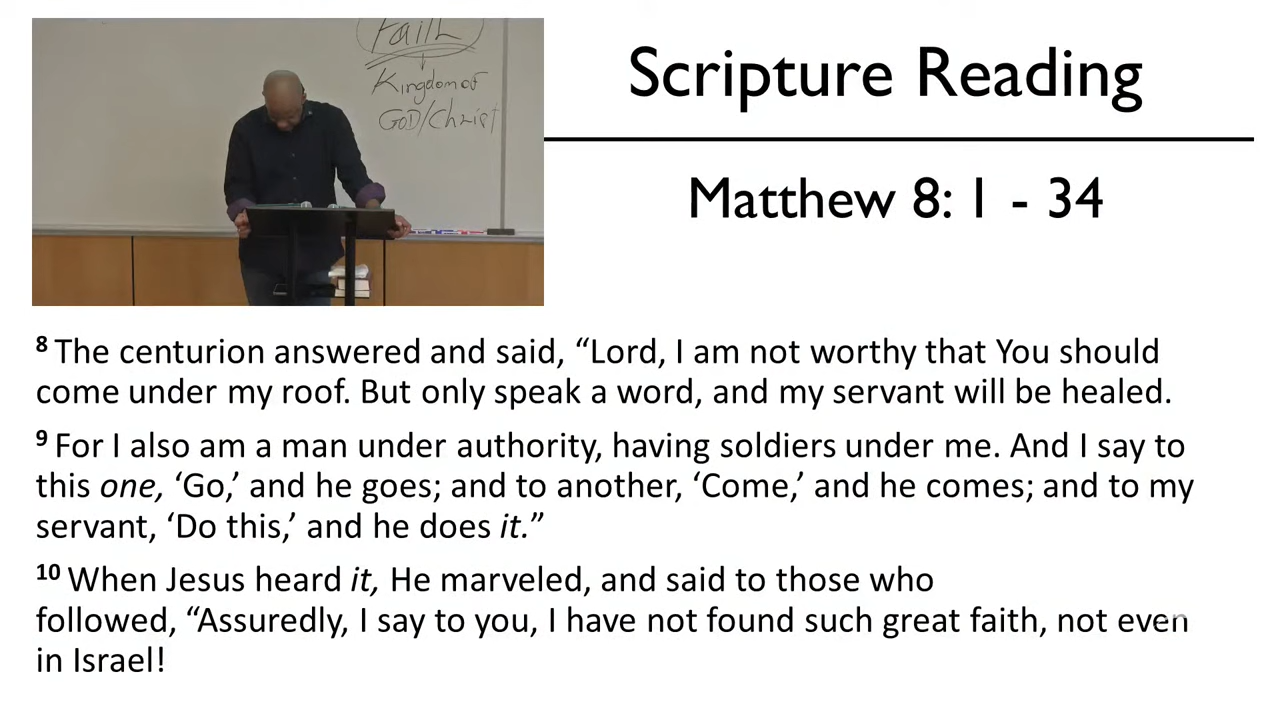 Faith
Kingdom of
GOD/Christ
Scripture Reading
Matthew 8: 1 - 34
8 The centurion answered and said, “Lord, I am not worthy that You should
come under my roof. But only speak a word, and my servant will be healed.
9 For I also am a man under authority, having soldiers under me. And I say to
this one, ‘Go,’ and he goes; and to another, ‘Come,’ and he comes; and to my
servant, ‘Do this,’ and he does it.”
10 When Jesus heard it, He marveled, and said to those who
followed, “Assuredly, I say to you, I have not found such great faith, not even
in Israel!